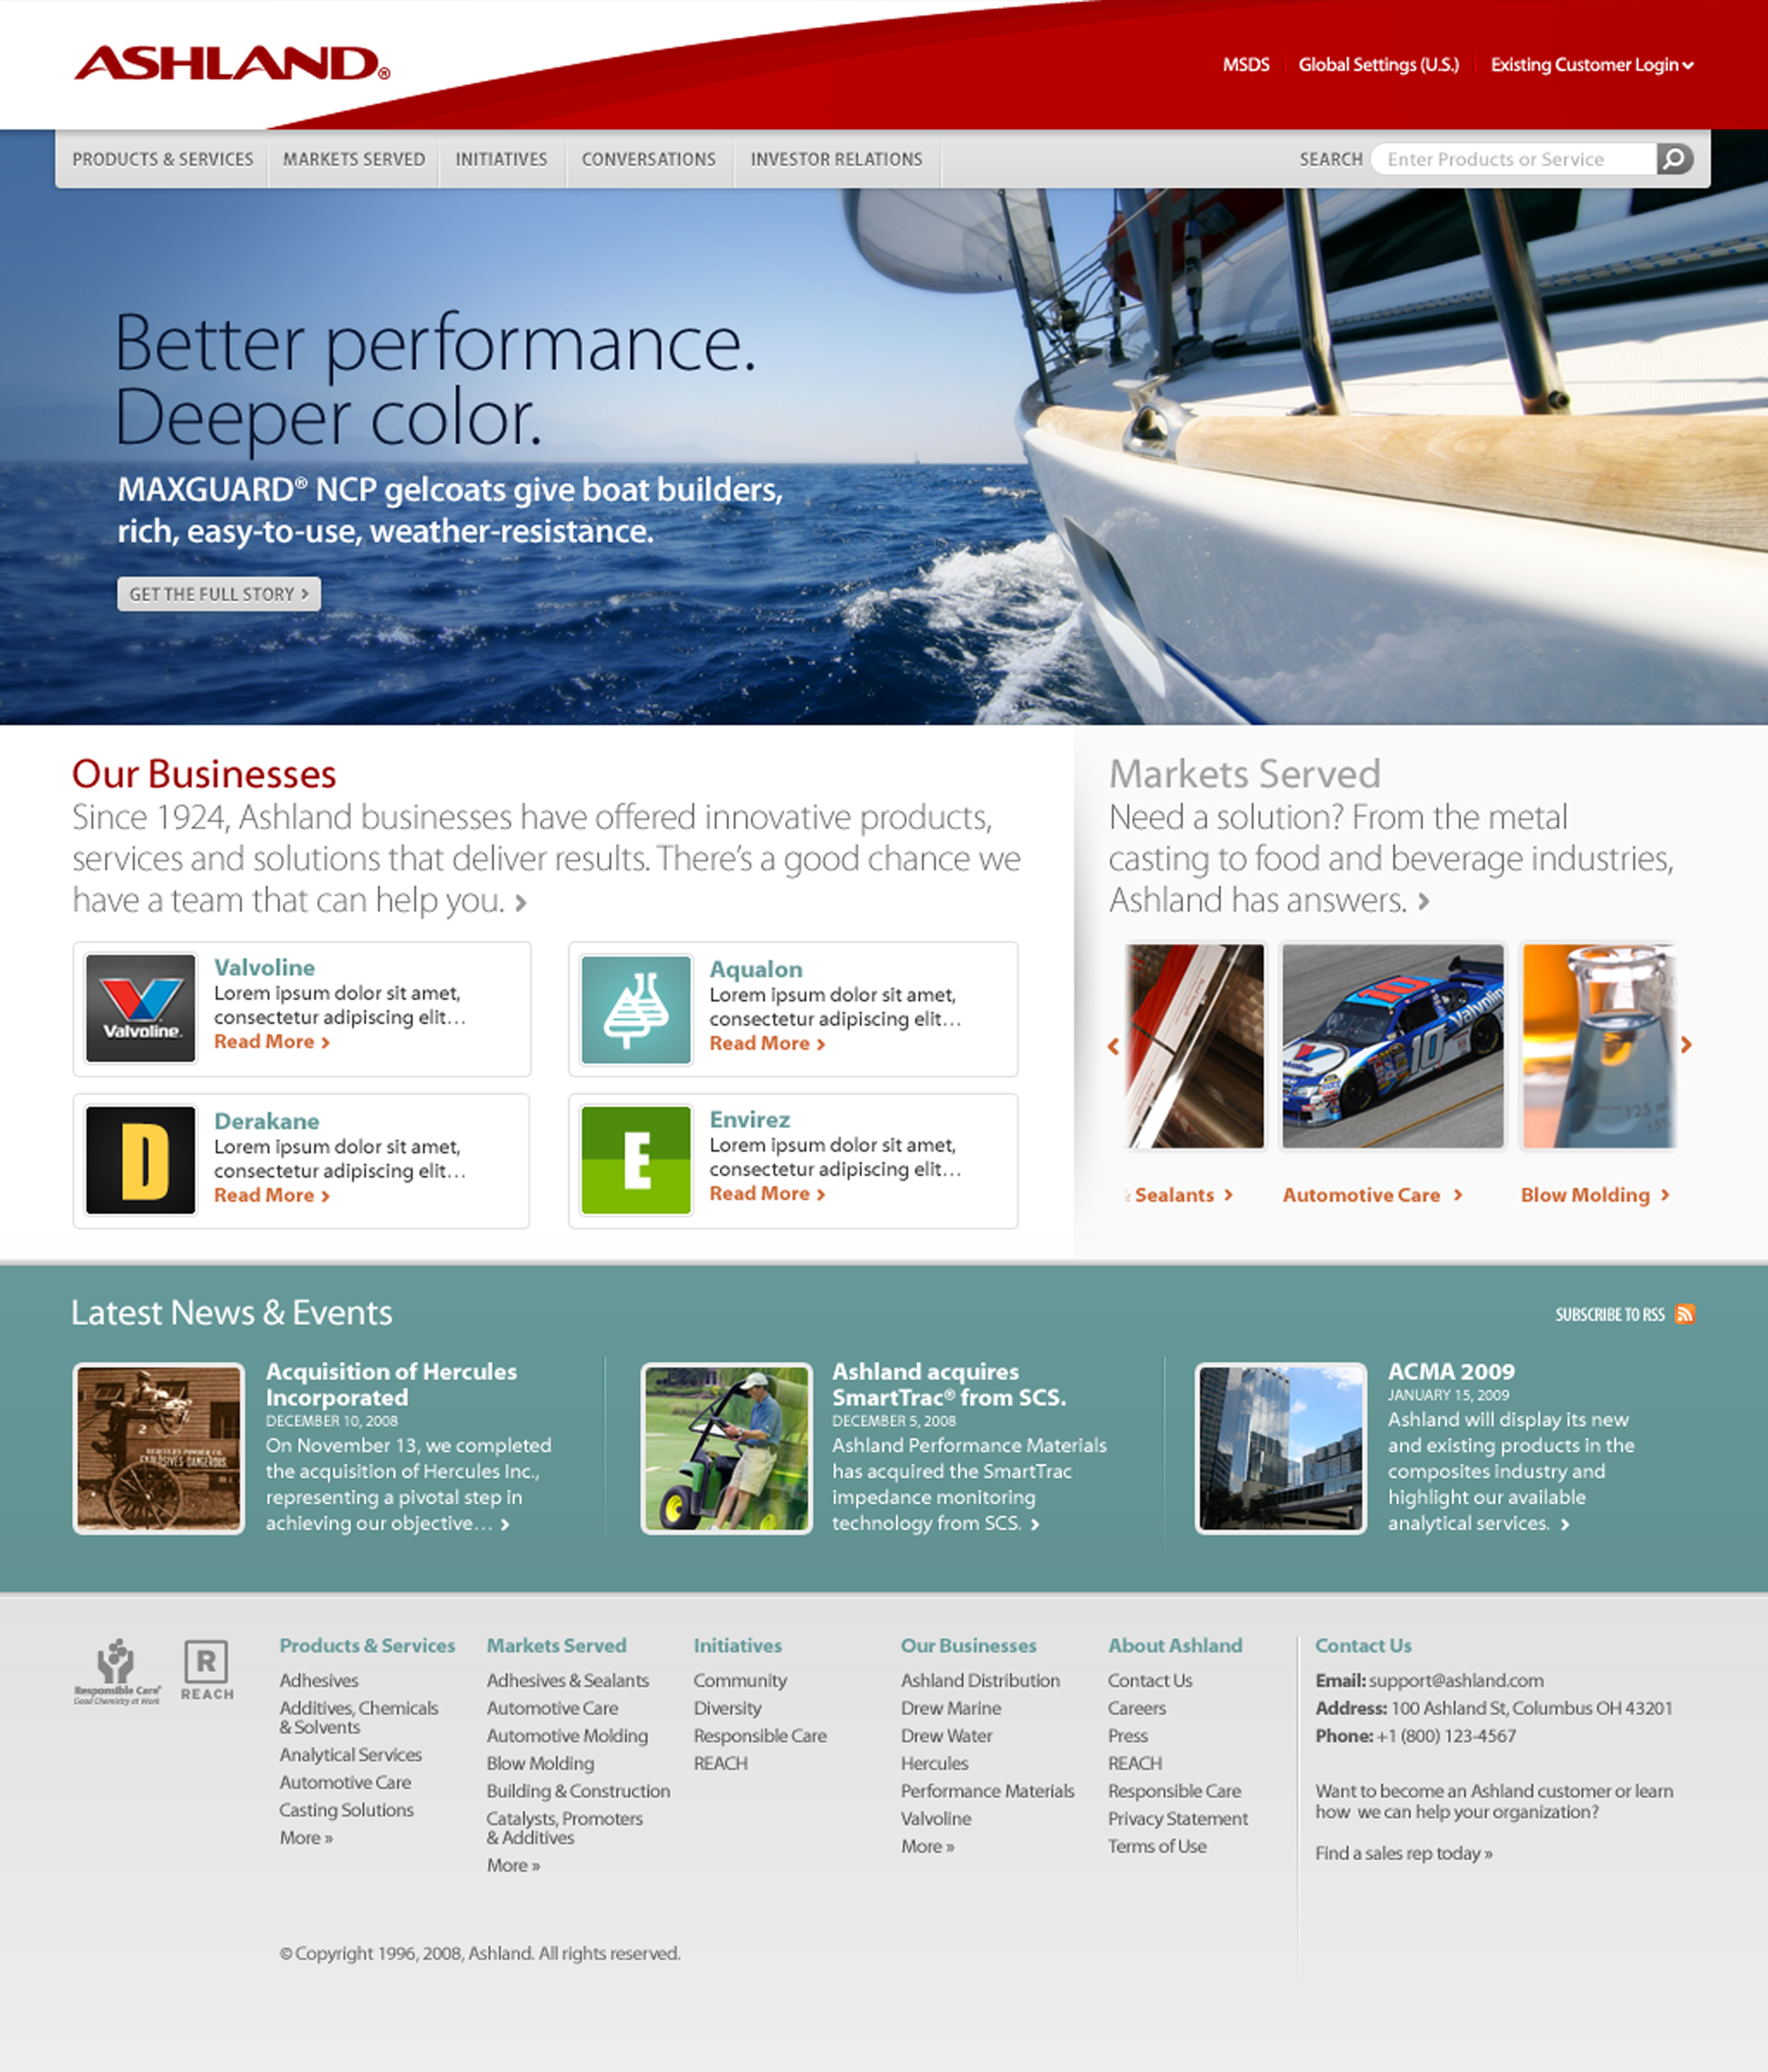 ASHLAND®
MSDS
Global Settings (U.S.)
Existing Customer Login
PRODUCTS & SERVICES
MARKETS SERVED
INITIATIVES
CONVERSATIONS
INVESTOR RELATIONS
SEARCH
Enter Products or Service
Better performance.
Deeper color.
MAXGUARD® NCP gelcoats give boat builders,
rich, easy-to-use, weather-resistance.
GET THE FULL STORY ›
Our Businesses
Since 1924, Ashland businesses have offered innovative products,
services and solutions that deliver results. There's a good chance we
have a team that can help you. ›
Valvoline.
Valvoline
Lorem ipsum dolor sit amet,
consectetur adipiscing elit…
Read More ›
Aqualon
Lorem ipsum dolor sit amet,
consectetur adipiscing elit…
Read More ›
D
Derakane
Lorem ipsum dolor sit amet,
consectetur adipiscing elit…
Read More ›
E
Envirez
Lorem ipsum dolor sit amet,
consectetur adipiscing elit…
Read More ›
Markets Served
Need a solution? From the metal
casting to food and beverage industries,
Ashland has answers. ›
10
Valvoline
10
125 ml
Sealants ›
Automotive Care ›
Blow Molding ›
Latest News & Events
SUBSCRIBE TO RSS
2
HERCULES POWDER CO.
EXPLOSIVES DANGEROUS
Acquisition of Hercules
Incorporated
DECEMBER 10, 2008
On November 13, we completed
the acquisition of Hercules Inc.,
representing a pivotal step in
achieving our objective… ›
Ashland acquires
SmartTrac® from SCS.
DECEMBER 5, 2008
Ashland Performance Materials
has acquired the SmartTrac
impedance monitoring
technology from SCS. ›
ACMA 2009
JANUARY 15, 2009
Ashland will display its new
and existing products in the
composites industry and
highlight our available
analytical services. ›
Responsible Care®
Good Chemistry at Work
R
REACH
Products & Services
Adhesives
Additives, Chemicals
& Solvents
Analytical Services
Automotive Care
Casting Solutions
More »
Markets Served
Adhesives & Sealants
Automotive Care
Automotive Molding
Blow Molding
Building & Construction
Catalysts, Promoters
& Additives
More »
Initiatives
Community
Diversity
Responsible Care
REACH
Our Businesses
Ashland Distribution
Drew Marine
Drew Water
Hercules
Performance Materials
Valvoline
More »
About Ashland
Contact Us
Careers
Press
REACH
Responsible Care
Privacy Statement
Terms of Use
Contact Us
Email: support@ashland.com
Address: 100 Ashland St, Columbus OH 43201
Phone: +1 (800) 123-4567
Want to become an Ashland customer or learn
how we can help your organization?
Find a sales rep today »
© Copyright 1996, 2008, Ashland. All rights reserved.